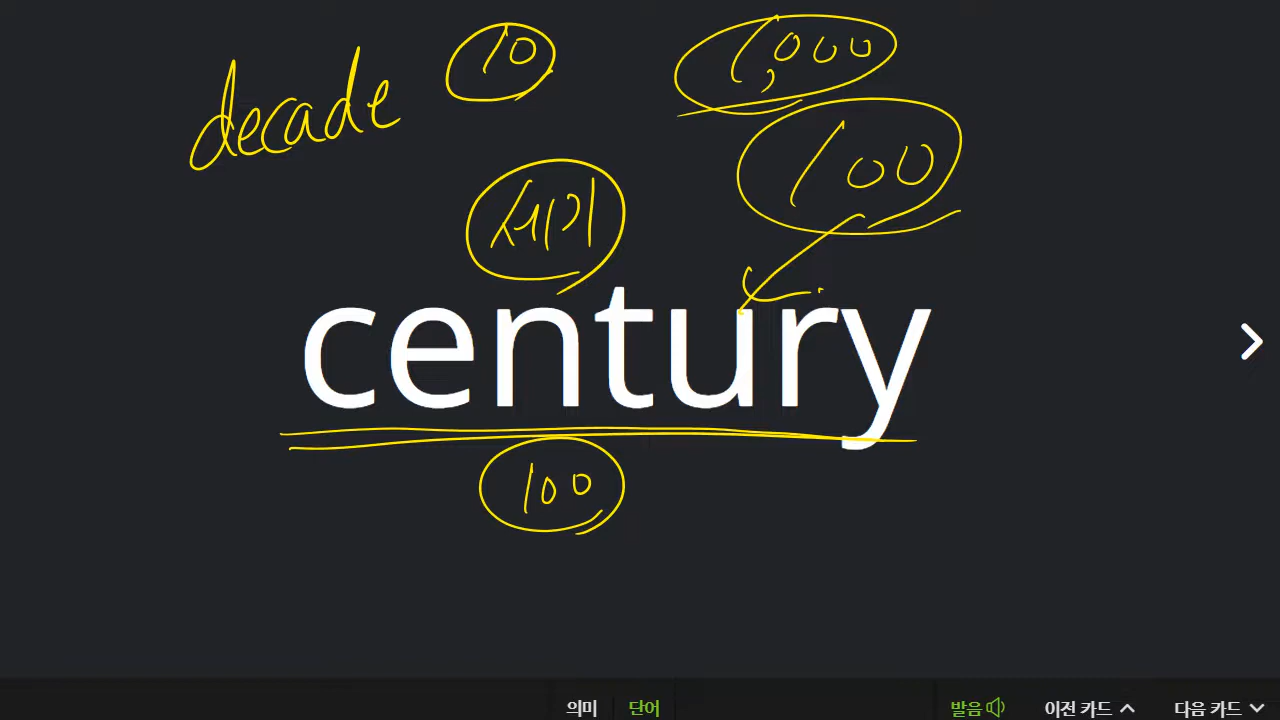 decade 10 1,000
100
세기
century
100
의미 단어 발음 이전 카드 다음 카드